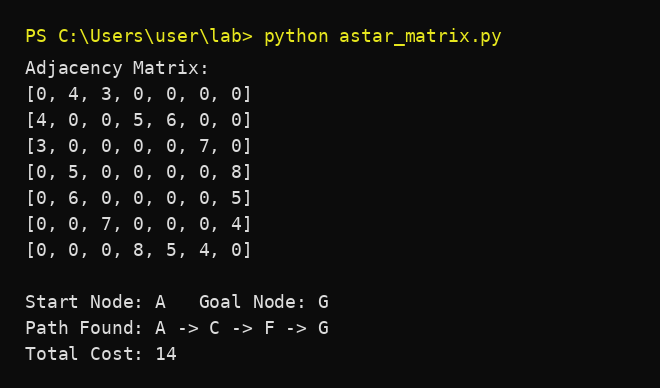 PS C:\Users\user\lab> python astar_matrix.py
Adjacency Matrix:
[0, 4, 3, 0, 0, 0, 0]
[4, 0, 0, 5, 6, 0, 0]
[3, 0, 0, 0, 0, 7, 0]
[0, 5, 0, 0, 0, 0, 8]
[0, 6, 0, 0, 0, 0, 5]
[0, 0, 7, 0, 0, 0, 4]
[0, 0, 0, 8, 5, 4, 0]
Start Node: A   Goal Node: G
Path Found: A -> C -> F -> G
Total Cost: 14